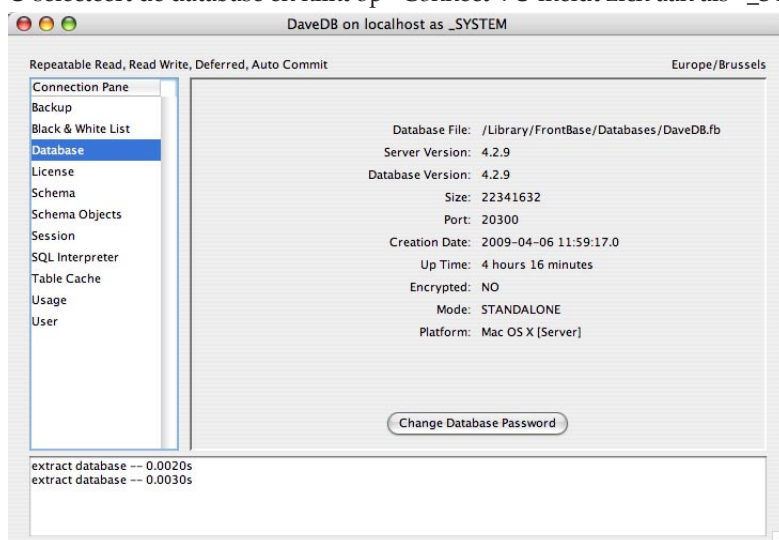 DaveDB on localhost as _SYSTEM
Repeatable Read, Read Write, Deferred, Auto Commit
Europe/Brussels
Connection Pane
Backup
Black & White List
Database
License
Schema
Schema Objects
Session
SQL Interpreter
Table Cache
Usage
User
Database File: /Library/FrontBase/Databases/DaveDB.fb
Server Version: 4.2.9
Database Version: 4.2.9
Size: 22341632
Port: 20300
Creation Date: 2009-04-06 11:59:17.0
Up Time: 4 hours 16 minutes
Encrypted: NO
Mode: STANDALONE
Platform: Mac OS X [Server]
Change Database Password
extract database -- 0.0020s
extract database -- 0.0030s